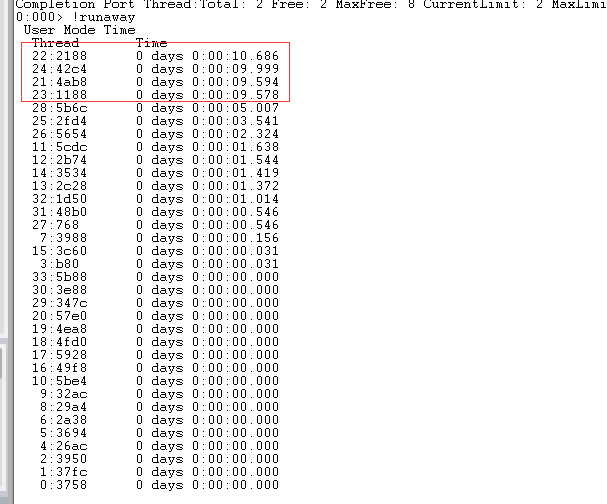 Completion Port Thread:Total: 2 Free: 2 MaxFree: 8 CurrentLimit: 2 MaxLimi
0:000> !runaway
User Mode Time
Thread Time
22:2188 0 days 0:00:10.686
24:42c4 0 days 0:00:09.999
21:4ab8 0 days 0:00:09.594
23:1188 0 days 0:00:09.578
28:5b6c 0 days 0:00:05.007
25:2fd4 0 days 0:00:03.541
26:5654 0 days 0:00:02.324
11:5cdc 0 days 0:00:01.638
12:2b74 0 days 0:00:01.544
14:3534 0 days 0:00:01.419
13:2c28 0 days 0:00:01.372
32:1d50 0 days 0:00:01.014
31:48b0 0 days 0:00:00.546
27:768 0 days 0:00:00.546
7:3988 0 days 0:00:00.156
15:3c60 0 days 0:00:00.031
3:b80 0 days 0:00:00.031
33:5b88 0 days 0:00:00.000
30:3e88 0 days 0:00:00.000
29:347c 0 days 0:00:00.000
20:57e0 0 days 0:00:00.000
19:4ea8 0 days 0:00:00.000
18:4fd0 0 days 0:00:00.000
17:5928 0 days 0:00:00.000
16:49f8 0 days 0:00:00.000
10:5be4 0 days 0:00:00.000
9:32ac 0 days 0:00:00.000
8:29a4 0 days 0:00:00.000
6:2a38 0 days 0:00:00.000
5:3694 0 days 0:00:00.000
4:26ac 0 days 0:00:00.000
2:3950 0 days 0:00:00.000
1:37fc 0 days 0:00:00.000
0:3758 0 days 0:00:00.000